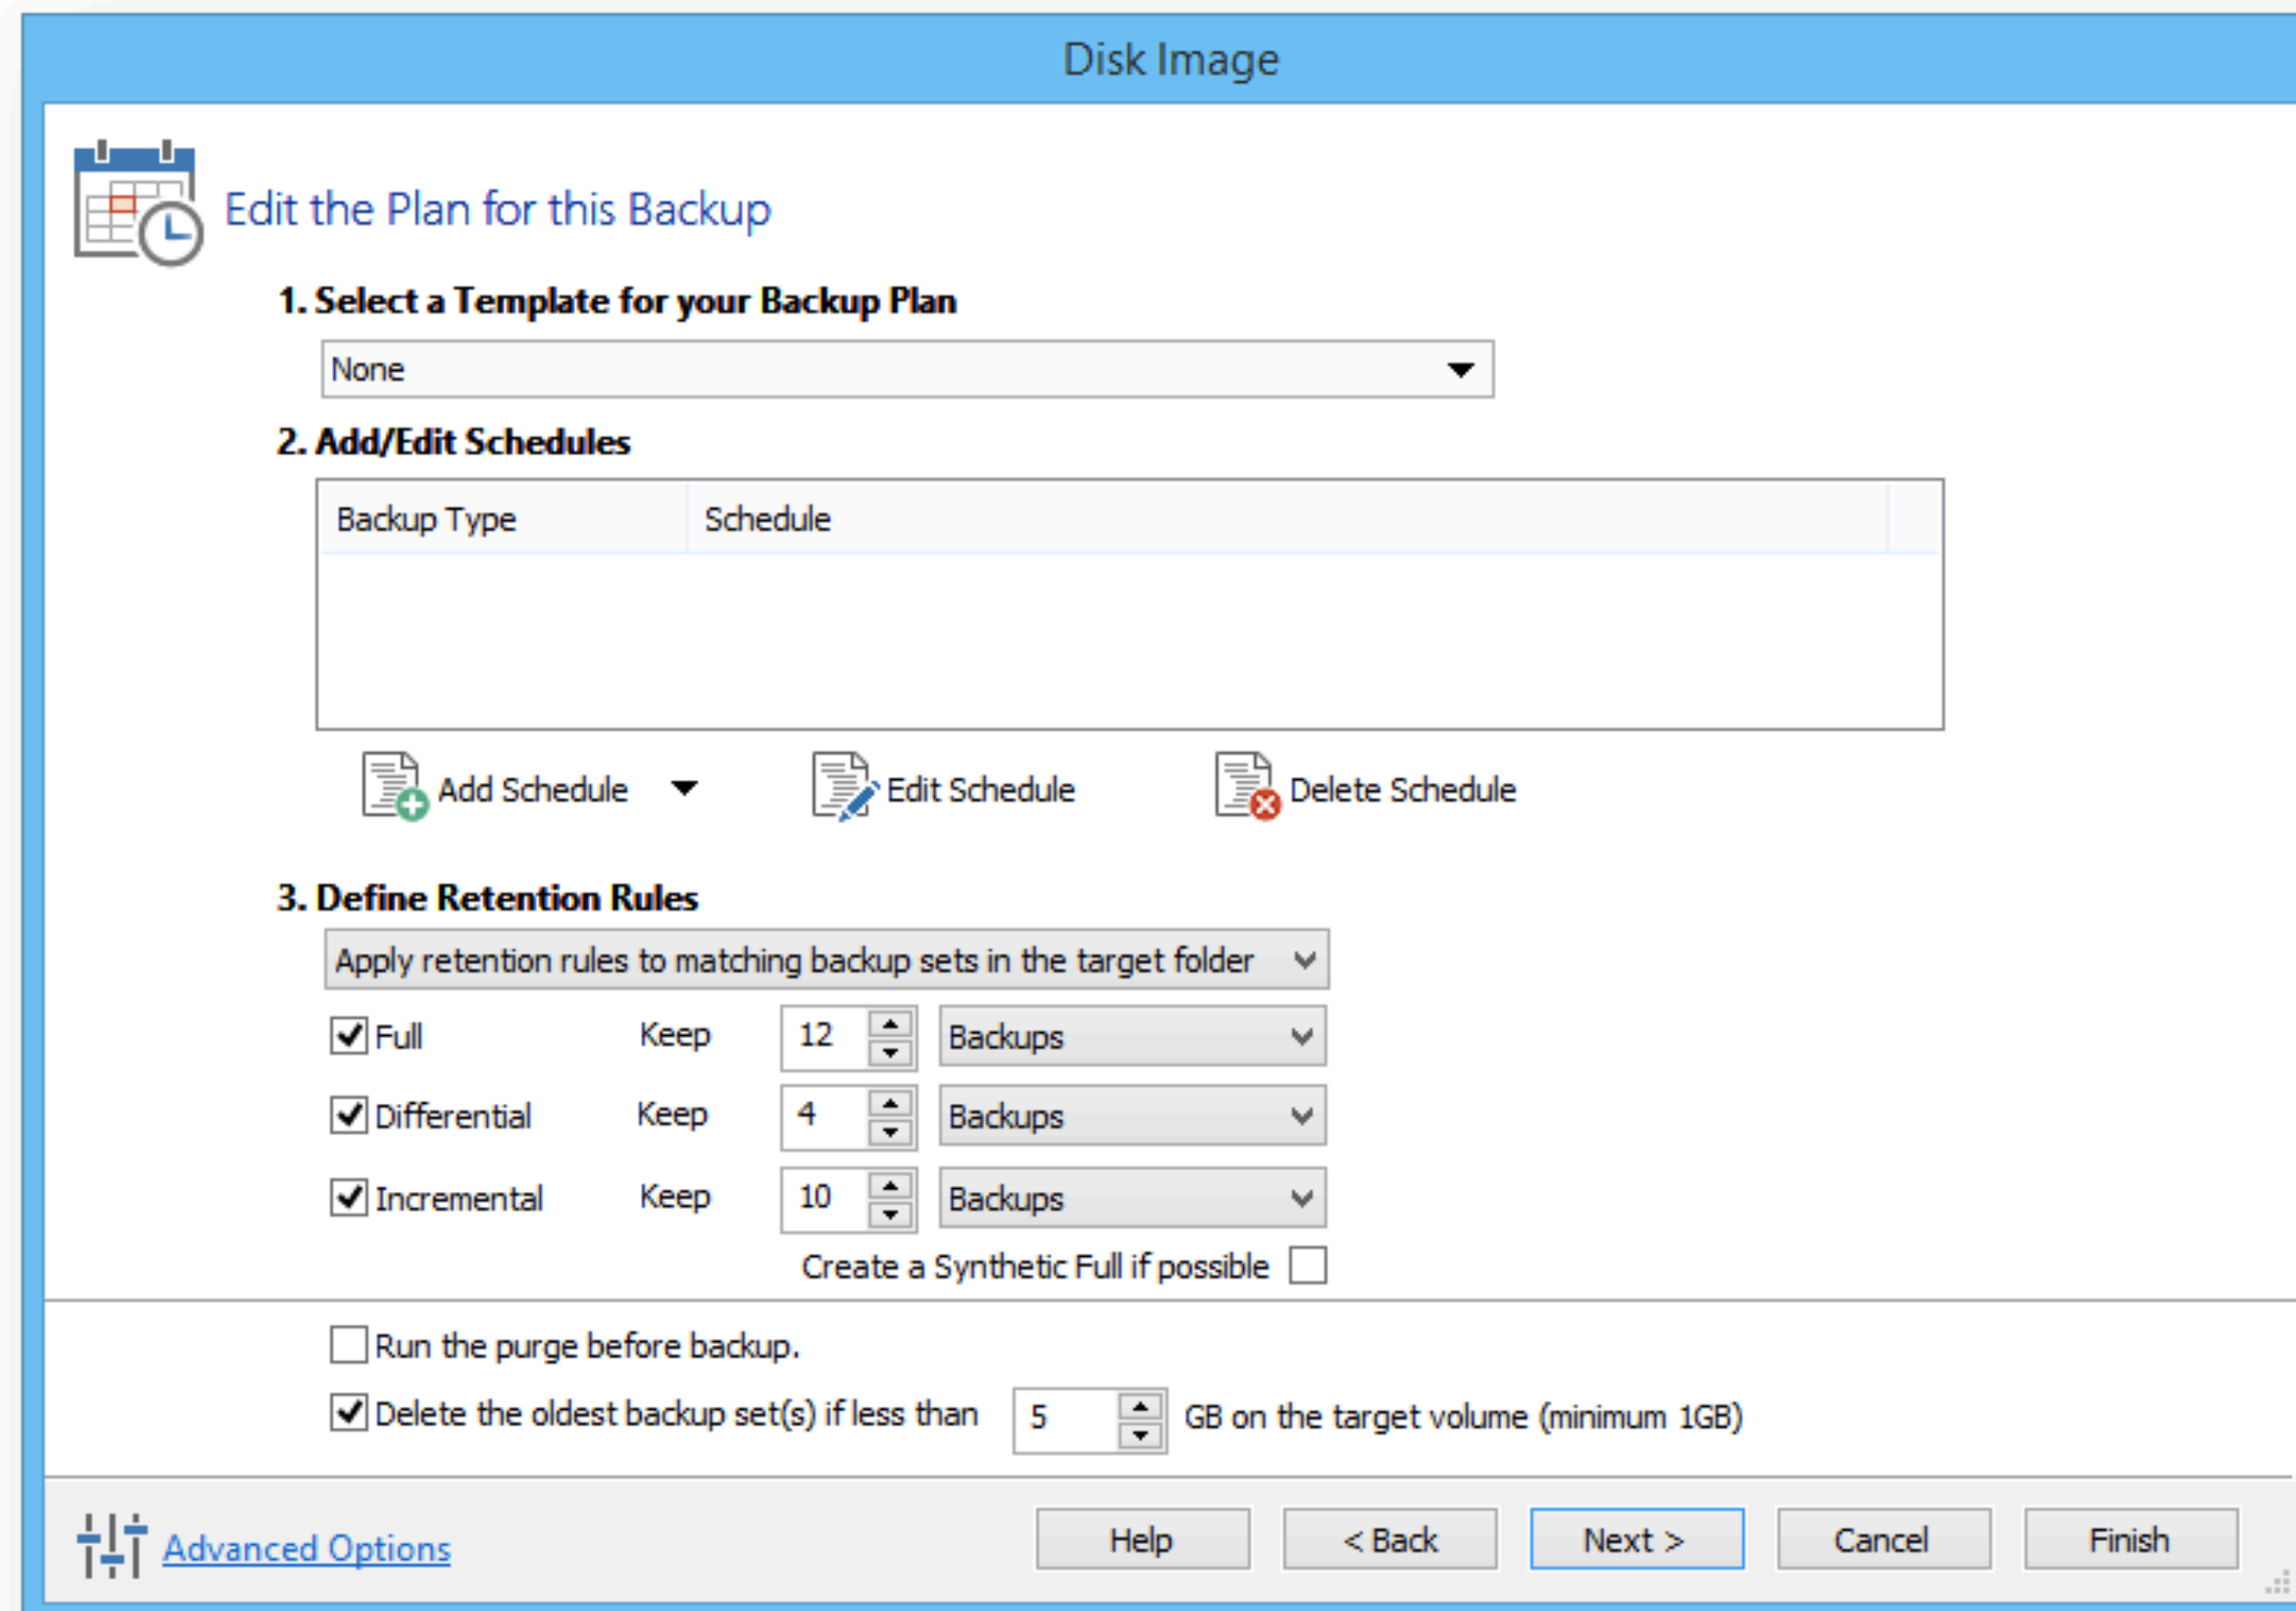 Disk Image
Edit the Plan for this Backup
1. Select a Template for your Backup Plan
None
2. Add/Edit Schedules
Backup Type Schedule
Add Schedule Edit Schedule Delete Schedule
3. Define Retention Rules
Apply retention rules to matching backup sets in the target folder
Full Keep 12 Backups
Differential Keep 4 Backups
Incremental Keep 10 Backups
Create a Synthetic Full if possible
Run the purge before backup.
Delete the oldest backup set(s) if less than 5 GB on the target volume (minimum 1GB)
Advanced Options Help < Back Next > Cancel Finish